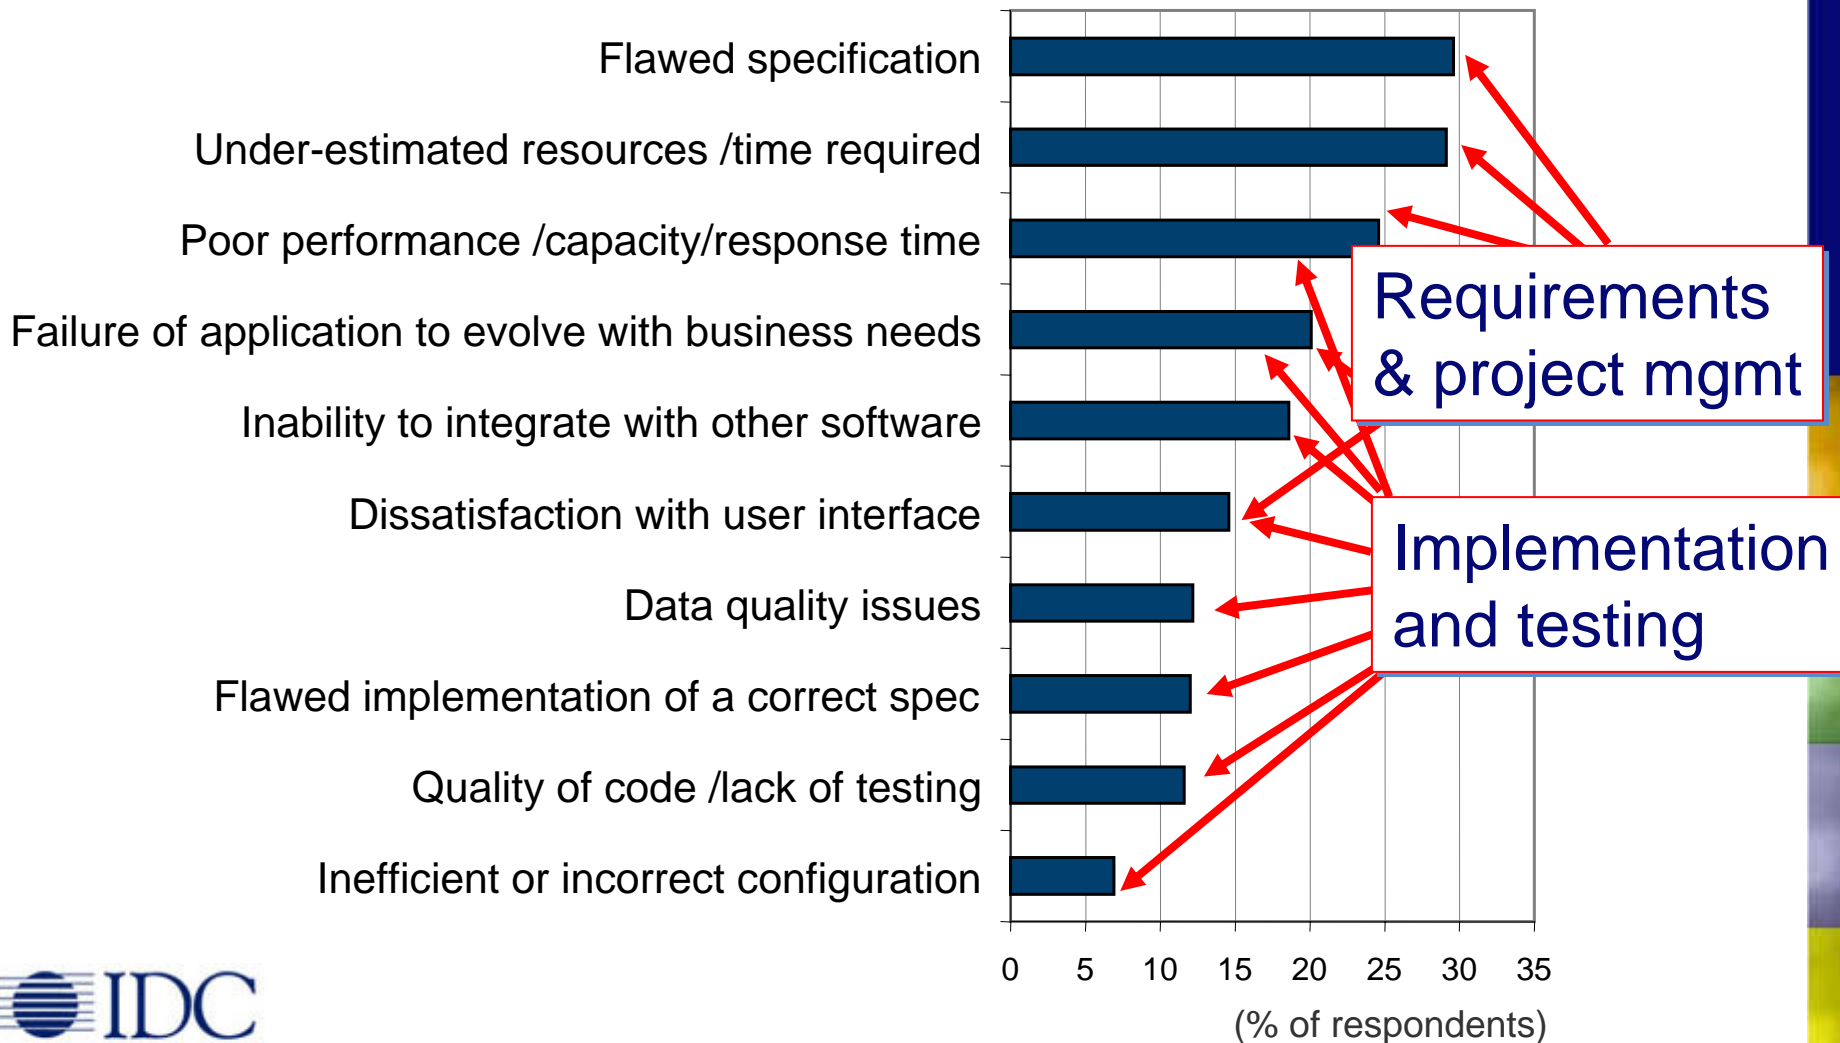 Flawed specification
Under-estimated resources /time required
Poor performance /capacity/response time
Failure of application to evolve with business needs
Inability to integrate with other software
Dissatisfaction with user interface
Data quality issues
Flawed implementation of a correct spec
Quality of code /lack of testing
Inefficient or incorrect configuration
Requirements
& project mgmt
Implementation
and testing
0 5 10 15 20 25 30 35
(% of respondents)
IDC